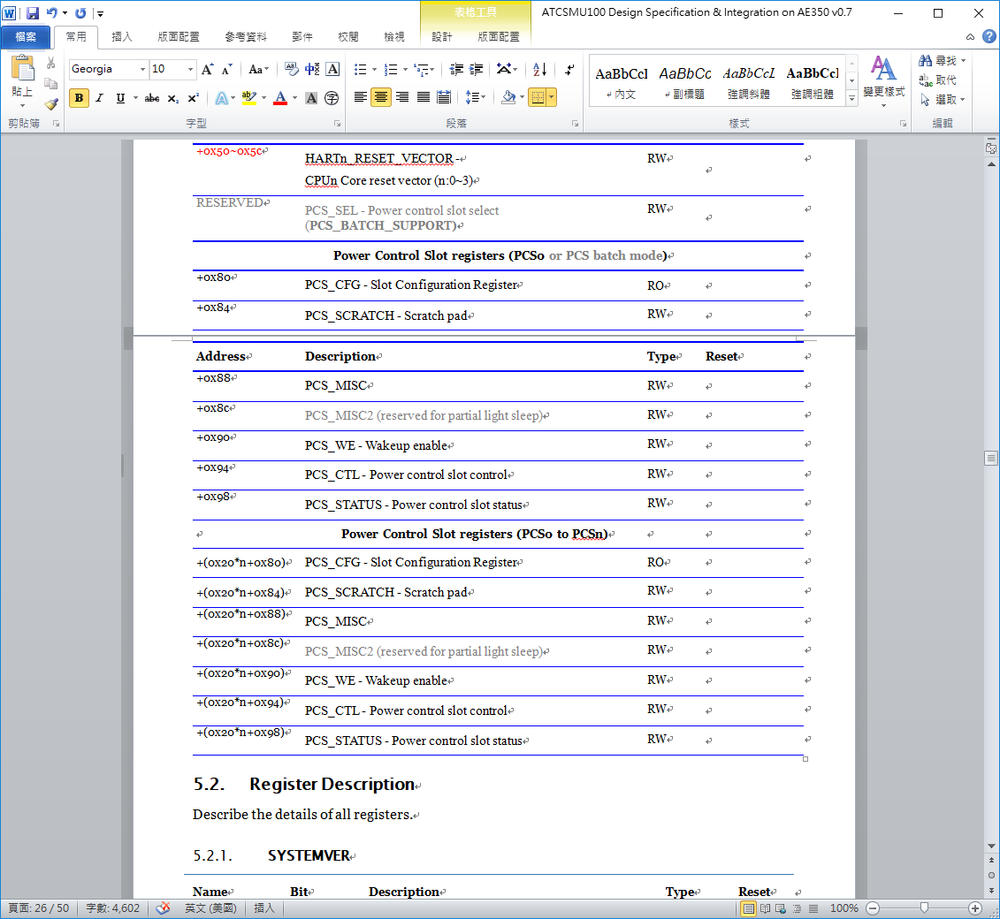 表格工具
ATCSMU100 Design Specification & Integration on AE350 v0.7
檔案 常用 插入 版面配置 參考資料 郵件 校閱 檢視 設計 版面配置
貼上
剪貼簿
Georgia 10
B I U abc x₂ x²
字型
段落
AaBbCcI AaBbCc AaBbCcL AaBbCcI
內文 副標題 強調斜體 強調粗體
變更樣式
樣式
尋找
取代
選取
編輯
+0x50~0x5c HARTn_RESET_VECTOR - RW
CPUn Core reset vector (n:0~3)
RESERVED PCS_SEL - Power control slot select RW
(PCS_BATCH_SUPPORT)
Power Control Slot registers (PCS0 or PCS batch mode)
+0x80 PCS_CFG - Slot Configuration Register RO
+0x84 PCS_SCRATCH - Scratch pad RW
Address Description Type Reset
+0x88 PCS_MISC RW
+0x8c PCS_MISC2 (reserved for partial light sleep) RW
+0x90 PCS_WE - Wakeup enable RW
+0x94 PCS_CTL - Power control slot control RW
+0x98 PCS_STATUS - Power control slot status RW
Power Control Slot registers (PCS0 to PCSn)
+(0x20*n+0x80) PCS_CFG - Slot Configuration Register RO
+(0x20*n+0x84) PCS_SCRATCH - Scratch pad RW
+(0x20*n+0x88) PCS_MISC RW
+(0x20*n+0x8c) PCS_MISC2 (reserved for partial light sleep) RW
+(0x20*n+0x90) PCS_WE - Wakeup enable RW
+(0x20*n+0x94) PCS_CTL - Power control slot control RW
+(0x20*n+0x98) PCS_STATUS - Power control slot status RW
5.2. Register Description
Describe the details of all registers.
5.2.1. SYSTEMVER
Name Bit Description Type Reset
頁面: 26 / 50 字數: 4,602 英文 (美國) 插入 100%